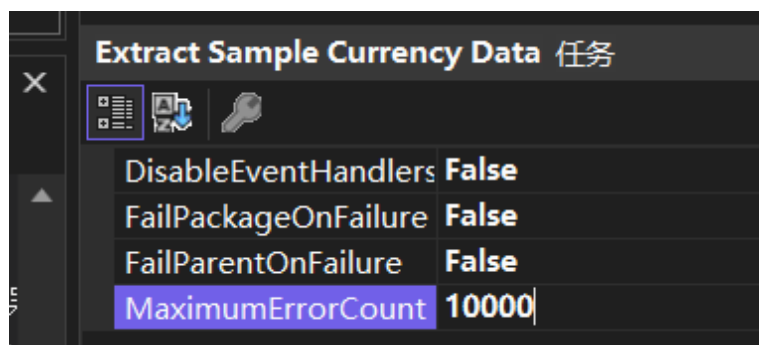 Extract Sample Currency Data 任务
DisableEventHandlers False
FailPackageOnFailure False
FailParentOnFailure False
MaximumErrorCount 10000